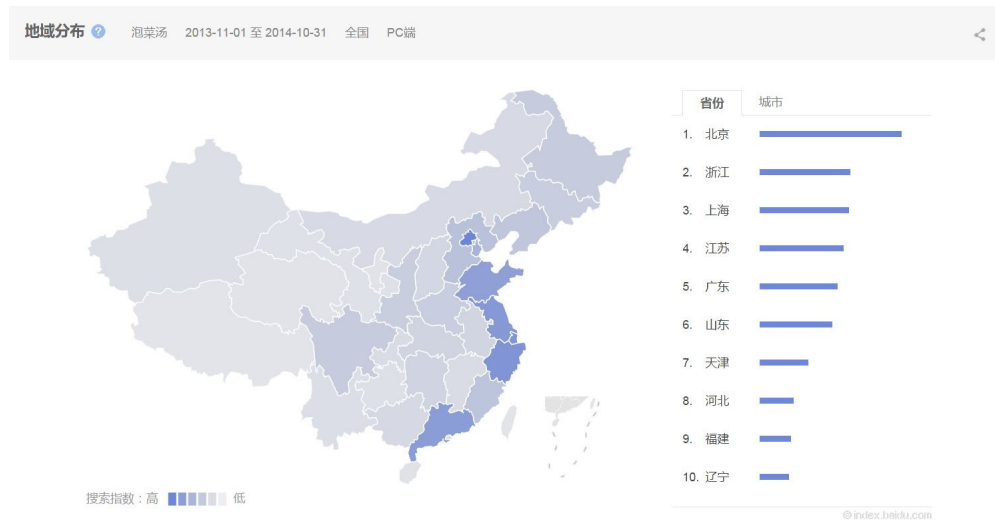 地域分布 ? 泡菜汤 2013-11-01 至 2014-10-31 全国 PC端
省份 城市
1. 北京
2. 浙江
3. 上海
4. 江苏
5. 广东
6. 山东
7. 天津
8. 河北
9. 福建
10. 辽宁
搜索指数：高 低
©index.baidu.com